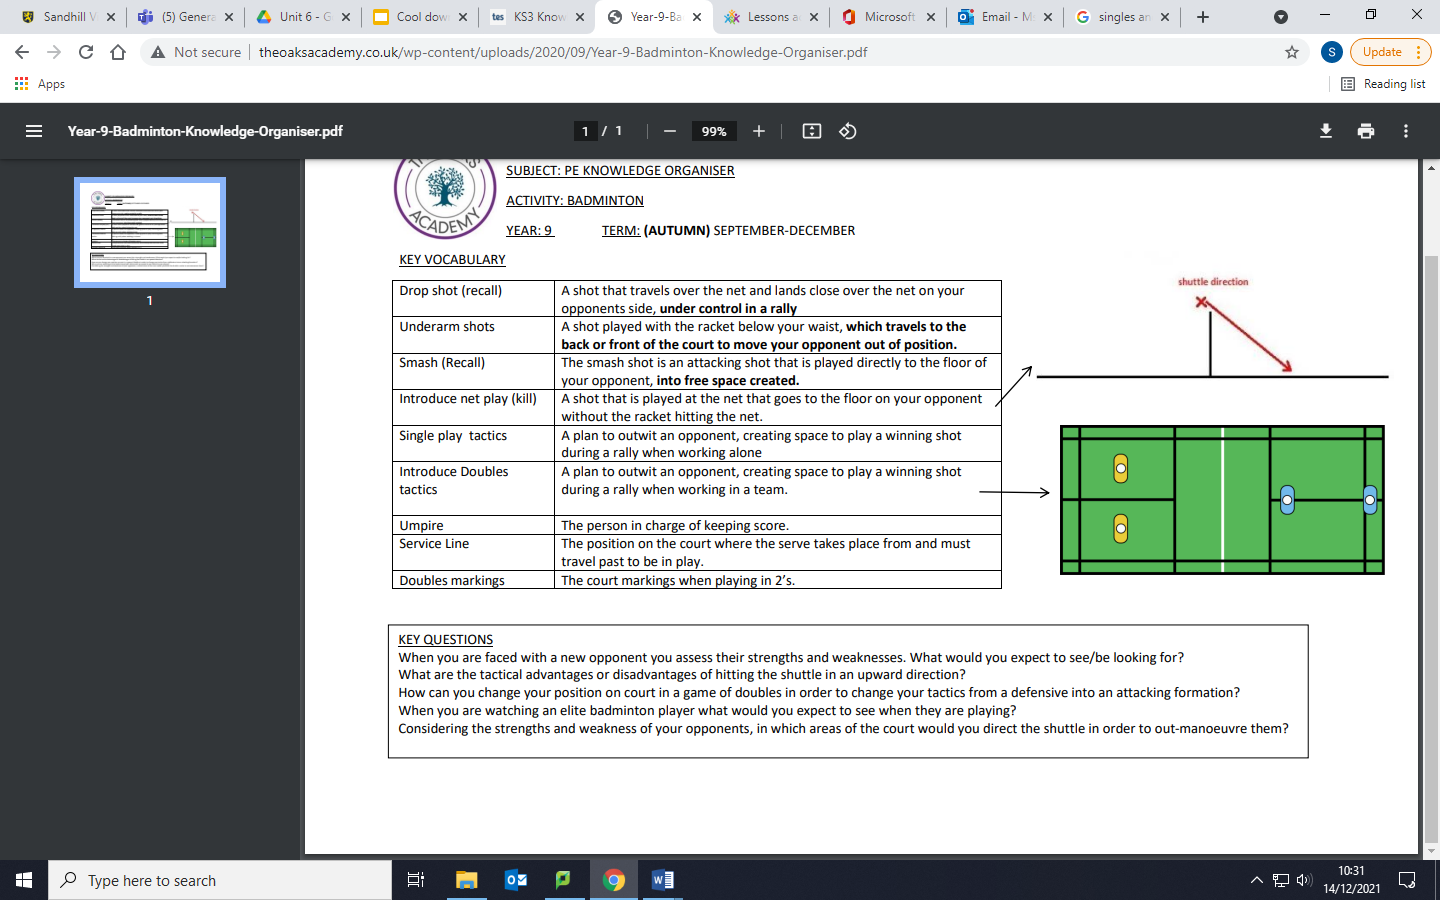 Sandhill V
(5) Genera
Unit 6 - G
Cool dow
tes
KS3 Know
Year-9-Ba
Lessons a
Microsoft
Email - M
singles an
Not secure
theoaksacademy.co.uk/wp-content/uploads/2020/09/Year-9-Badminton-Knowledge-Organiser.pdf
S
Update
Apps
Reading list
Year-9-Badminton-Knowledge-Organiser.pdf
1 / 1
99%
1
ACADEMY
SUBJECT: PE KNOWLEDGE ORGANISER
ACTIVITY: BADMINTON
YEAR: 9 TERM: (AUTUMN) SEPTEMBER-DECEMBER
KEY VOCABULARY
Drop shot (recall)
A shot that travels over the net and lands close over the net on your
opponents side, under control in a rally
Underarm shots
A shot played with the racket below your waist, which travels to the
back or front of the court to move your opponent out of position.
Smash (Recall)
The smash shot is an attacking shot that is played directly to the floor of
your opponent, into free space created.
Introduce net play (kill)
A shot that is played at the net that goes to the floor on your opponent
without the racket hitting the net.
Single play tactics
A plan to outwit an opponent, creating space to play a winning shot
during a rally when working alone
Introduce Doubles
tactics
A plan to outwit an opponent, creating space to play a winning shot
during a rally when working in a team.
Umpire
The person in charge of keeping score.
Service Line
The position on the court where the serve takes place from and must
travel past to be in play.
Doubles markings
The court markings when playing in 2's.
shuttle direction
KEY QUESTIONS
When you are faced with a new opponent you assess their strengths and weaknesses. What would you expect to see/be looking for?
What are the tactical advantages or disadvantages of hitting the shuttle in an upward direction?
How can you change your position on court in a game of doubles in order to change your tactics from a defensive into an attacking formation?
When you are watching an elite badminton player what would you expect to see when they are playing?
Considering the strengths and weakness of your opponents, in which areas of the court would you direct the shuttle in order to out-manoeuvre them?
Type here to search
10:31
14/12/2021